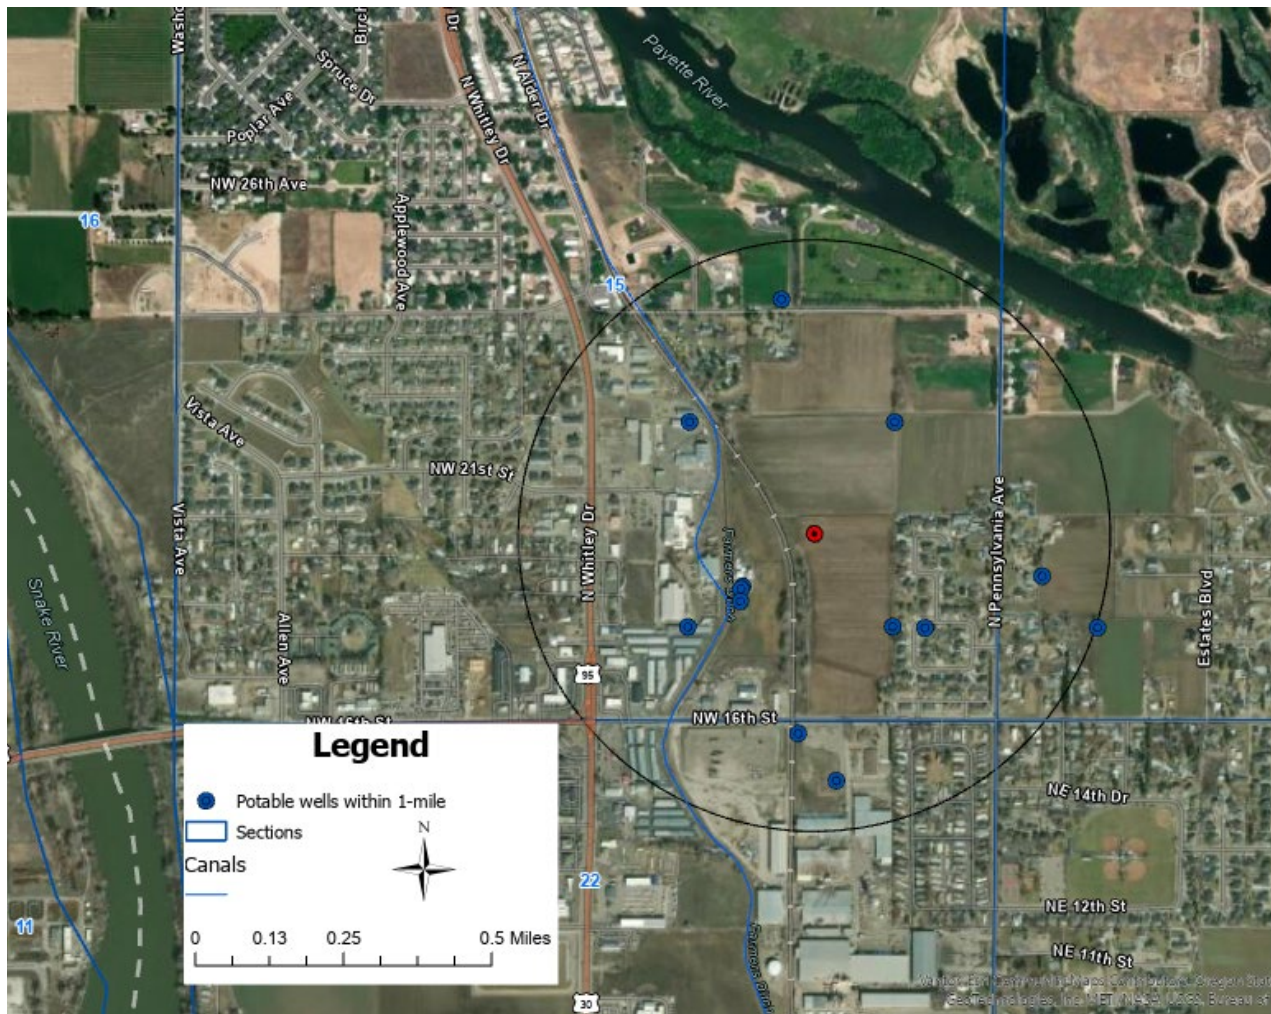 Birch
Dr
Spruce Dr
Payette River
N Alder Dr
N Whitley Dr
Poplar Ave
NW 26th Ave
16
Applewood Ave
15
Vista Ave
NW 21st St
Vista Ave
N Whitley Dr
N Pennsylvania Ave
Snake River
Allen Ave
Estates Blvd
95
NW 16th St
NW 16th St
Legend
Potable wells within 1-mile
Sections
Canals
N
0 0.13 0.25 0.5 Miles
NE 14th Dr
22
11
NE 12th St
NE 11th St
30